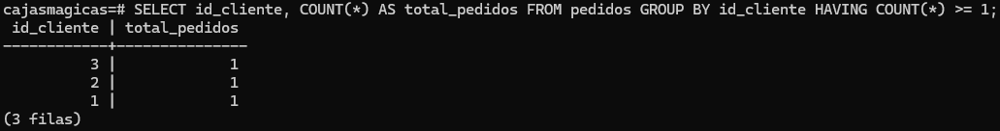 cajasmagicas=# SELECT id_cliente, COUNT(*) AS total_pedidos FROM pedidos GROUP BY id_cliente HAVING COUNT(*) >= 1;
 id_cliente | total_pedidos
------------+---------------
          3 |             1
          2 |             1
          1 |             1
(3 filas)